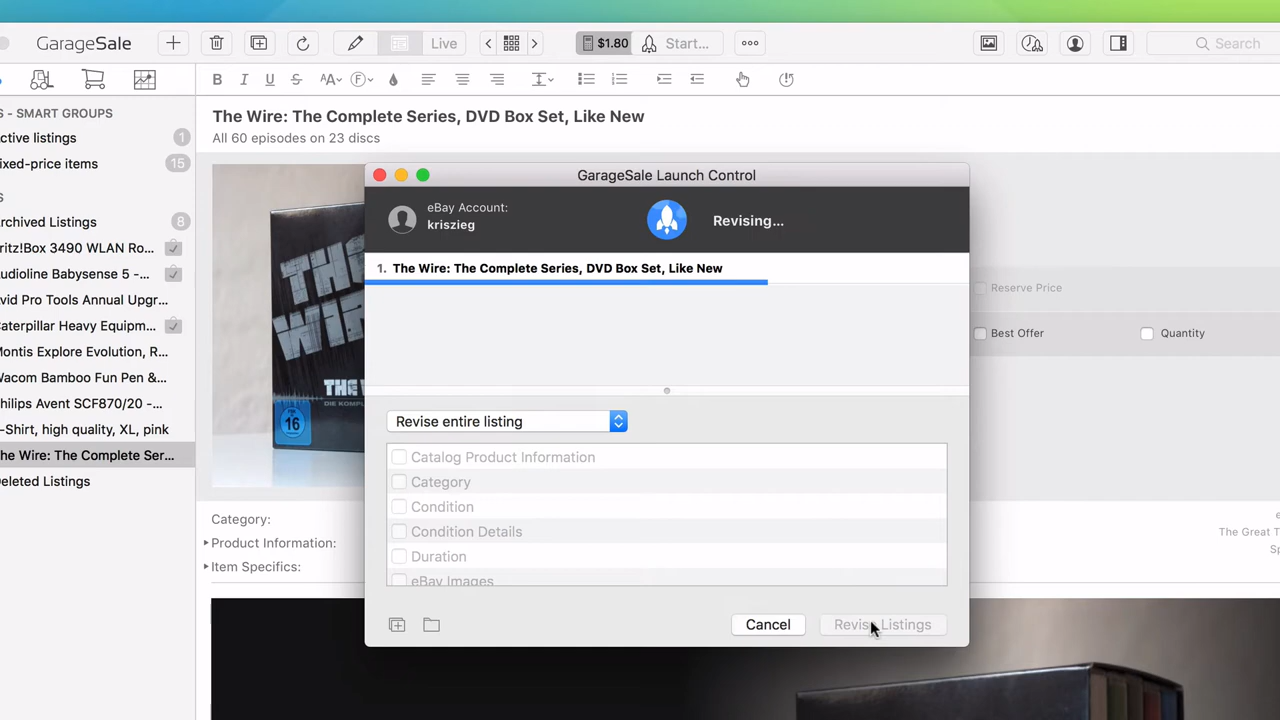 GarageSale
Live
$1.80
Start...
Search
S - SMART GROUPS
ctive listings 1
ixed-price items 15
S
rchived Listings 8
ritz!Box 3490 WLAN Ro...
udioline Babysense 5 -...
vid Pro Tools Annual Upgr...
aterpillar Heavy Equipm...
Montis Explore Evolution, R...
Wacom Bamboo Fun Pen &...
hilips Avent SCF870/20 -...
-Shirt, high quality, XL, pink
he Wire: The Complete Ser...
eleted Listings
The Wire: The Complete Series, DVD Box Set, Like New
All 60 episodes on 23 discs
16
GarageSale Launch Control
eBay Account:
kriszieg
Revising...
1. The Wire: The Complete Series, DVD Box Set, Like New
Revise entire listing
Catalog Product Information
Category
Condition
Condition Details
Duration
eBay Images
Cancel
Revise Listings
Reserve Price
Best Offer
Quantity
Category:
Product Information:
Item Specifics:
The Great T
Sp